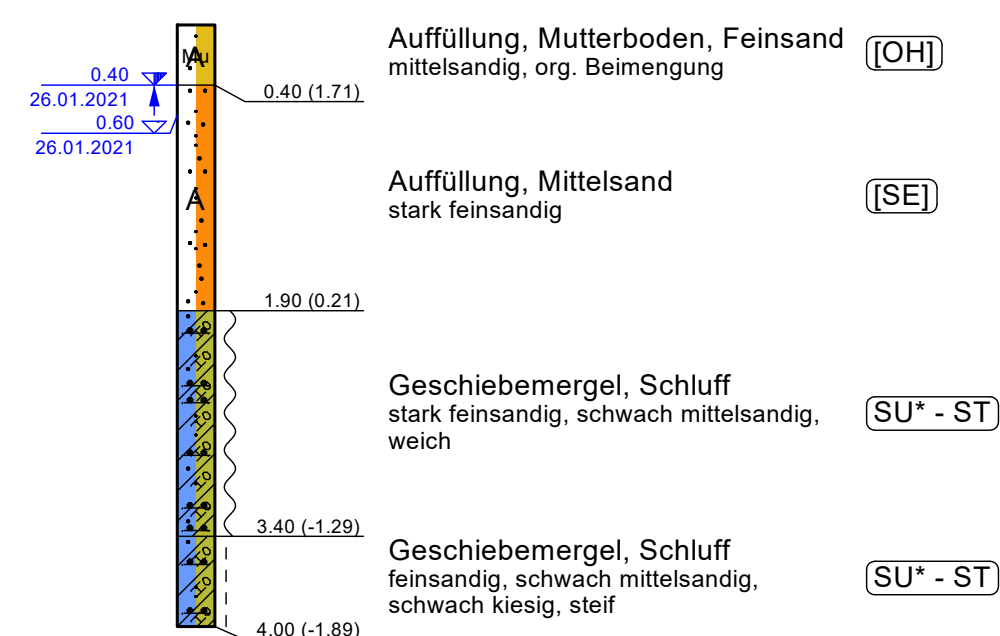 Auffüllung, Mutterboden, Feinsand
mittelsandig, org. Beimengung
[OH]
Mu
A
0.40
26.01.2021
0.40 (1.71)
0.60
26.01.2021
Auffüllung, Mittelsand
stark feinsandig
[SE]
A
1.90 (0.21)
Geschiebemergel, Schluff
stark feinsandig, schwach mittelsandig,
weich
SU* - ST
3.40 (-1.29)
Geschiebemergel, Schluff
feinsandig, schwach mittelsandig,
schwach kiesig, steif
SU* - ST
4.00 (-1.89)